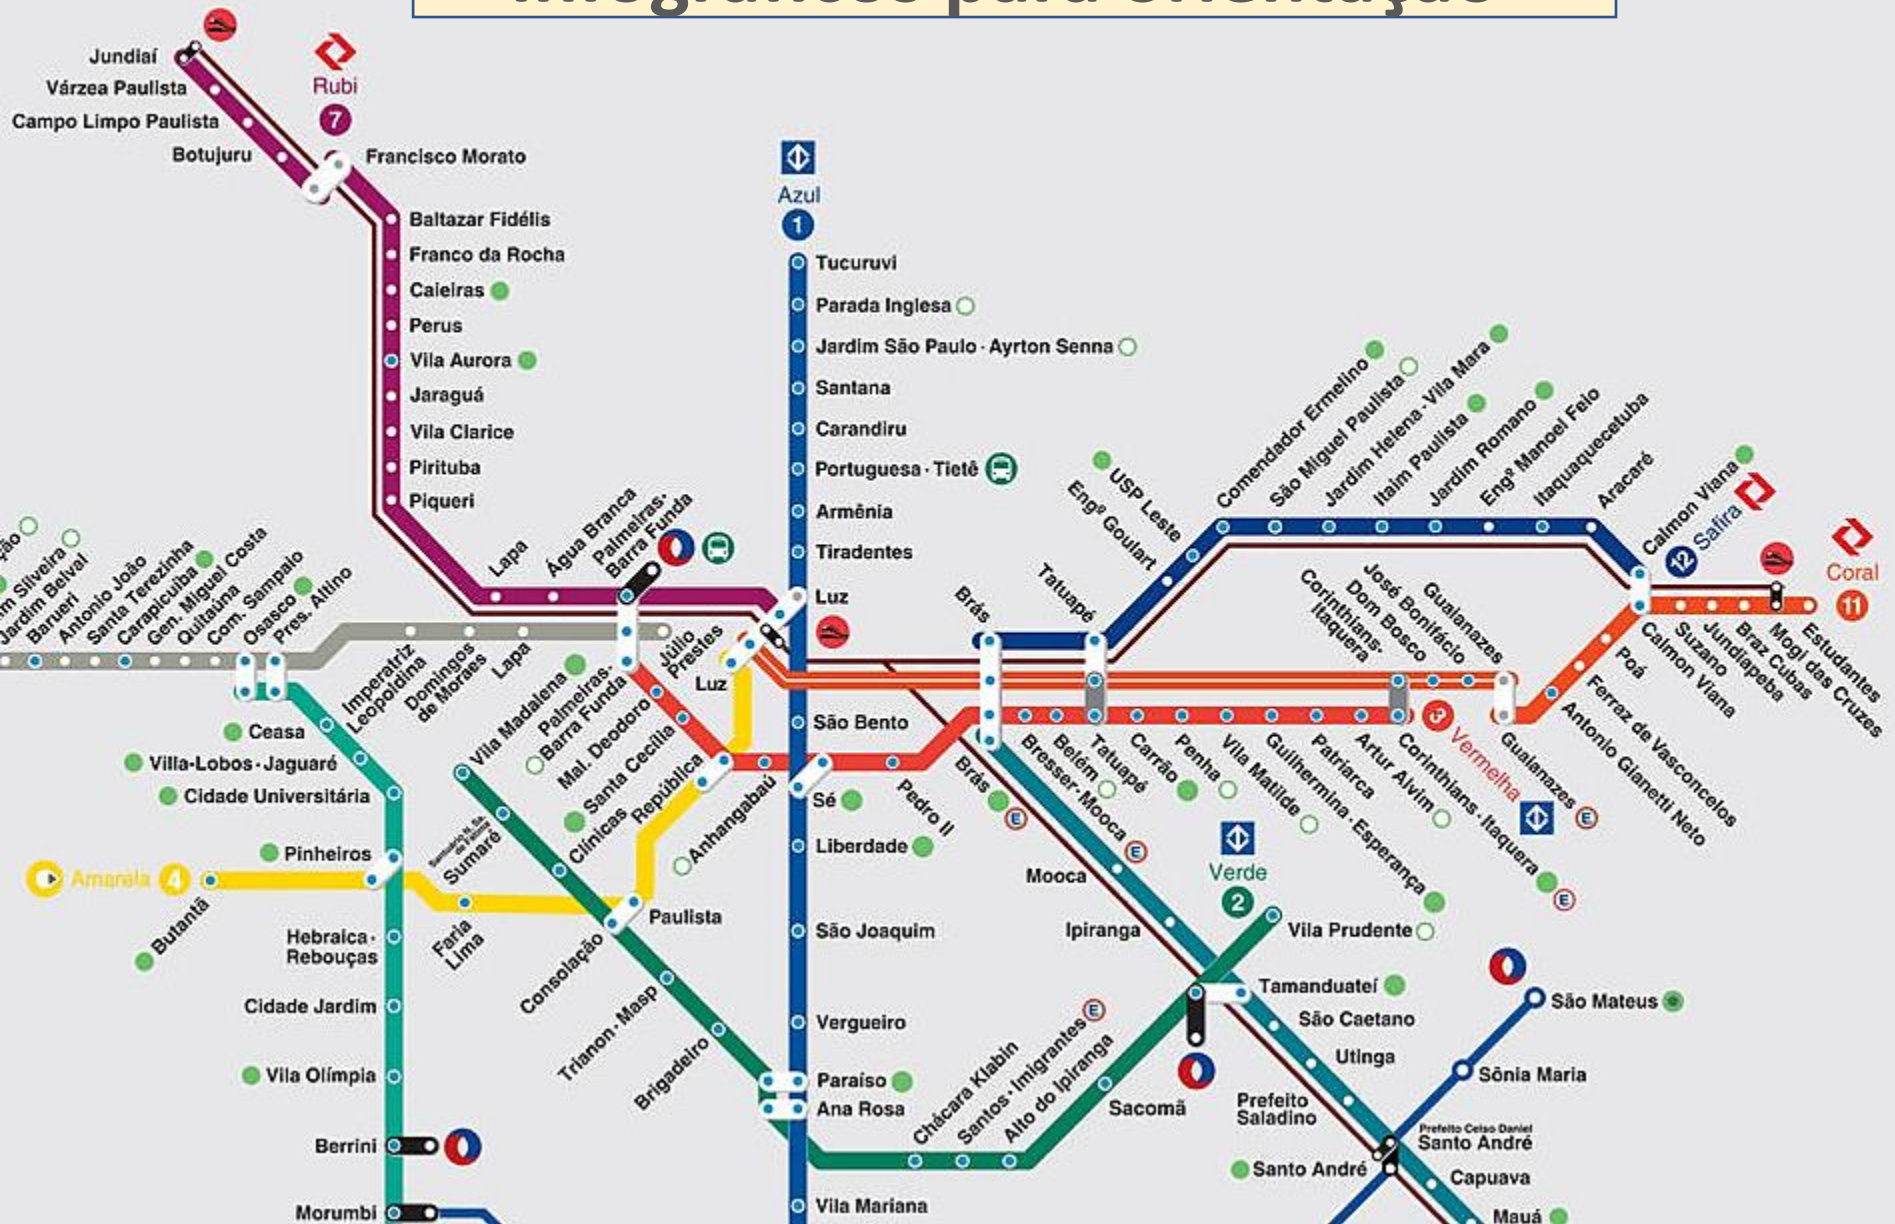 Infográficos para orientação
Jundiaí
Várzea Paulista
Campo Limpo Paulista
Botujuru
Rubi
7
Francisco Morato
Baltazar Fidélis
Franco da Rocha
Caieiras
Perus
Vila Aurora
Jaraguá
Vila Clarice
Pirituba
Piqueri
Lapa
Água Branca
Palmeiras-
Barra Funda
Azul
1
Tucuruvi
Parada Inglesa
Jardim São Paulo - Ayrton Senna
Santana
Carandiru
Portuguesa - Tietê
Armênia
Tiradentes
Luz
São Bento
Sé
Liberdade
São Joaquim
Vergueiro
Paraíso
Ana Rosa
Vila Mariana
Jardim Belval
Barueri
Antonio João
Santa Terezinha
Carapicuiba
Gen. Miguel Costa
Quitaúna
Com. Sampaio
Osasco
Pres. Altino
Imperatriz
Leopoldina
Domingos
de Moraes
Lapa
Júlio
Prestes
Luz
Ceasa
Villa-Lobos - Jaguaré
Cidade Universitária
Pinheiros
Hebraica -
Rebouças
Cidade Jardim
Vila Olímpia
Berrini
Morumbi
Amarela 4
Butantã
Faria
Lima
Paulista
República
Vila Madalena
Santuário N. Sa.
de Fátima
Sumaré
Clínicas
Consolação
Trianon - Masp
Brigadeiro
Chácara Klabin
Santos - Imigrantes
E
Alto do Ipiranga
Sacomã
Tamanduateí
Vila Prudente
Verde
2
Palmeiras-
Barra Funda
Mal. Deodoro
Santa Cecília
Anhangabaú
Pedro II
Brás
E
Bresser - Mooca
E
Belém
Tatuapé
Carrão
Penha
Vila Matilde
Guilhermina - Esperança
Patriarca
Artur Alvim
Corinthians - Itaquera
E
Vermelha
3
Brás
Tatuapé
Engº Goulart
USP Leste
Comendador Ermelino
São Miguel Paulista
Jardim Helena - Vila Mara
Itaim Paulista
Jardim Romano
Engº Manoel Feio
Itaquaquecetuba
Aracaré
Calmon Viana
12 Safira
Coral
11
Corinthians-
Itaquera
Dom Bosco
José Bonifácio
Guaianazes
Guaianazes
E
Antonio Gianetti Neto
Ferraz de Vasconcelos
Poá
Calmon Viana
Suzano
Jundiapeba
Braz Cubas
Mogi das Cruzes
Estudantes
Mooca
Ipiranga
São Caetano
Utinga
Prefeito
Saladino
Prefeito Celso Daniel
Santo André
Santo André
Capuava
Mauá
São Mateus
Sônia Maria